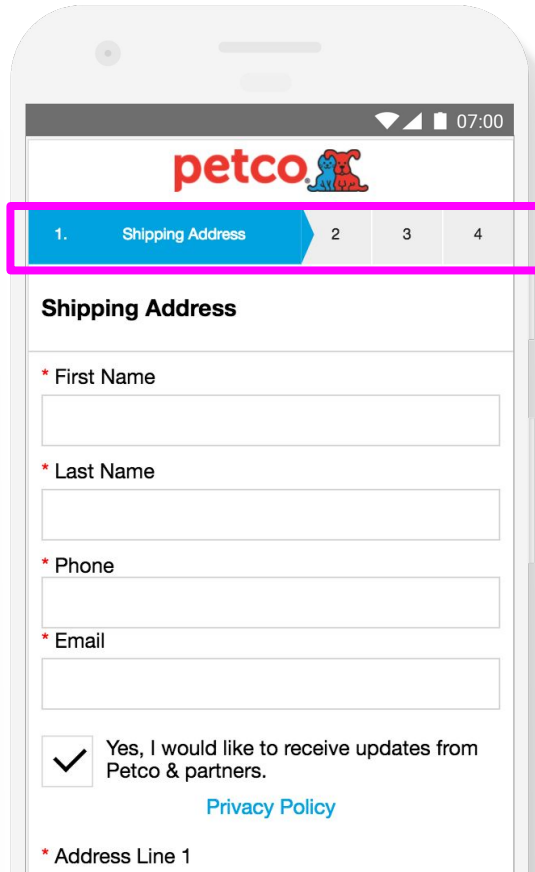 07:00
petco
1. Shipping Address 2 3 4
Shipping Address
* First Name
* Last Name
* Phone
* Email
Yes, I would like to receive updates from
Petco & partners.
Privacy Policy
* Address Line 1